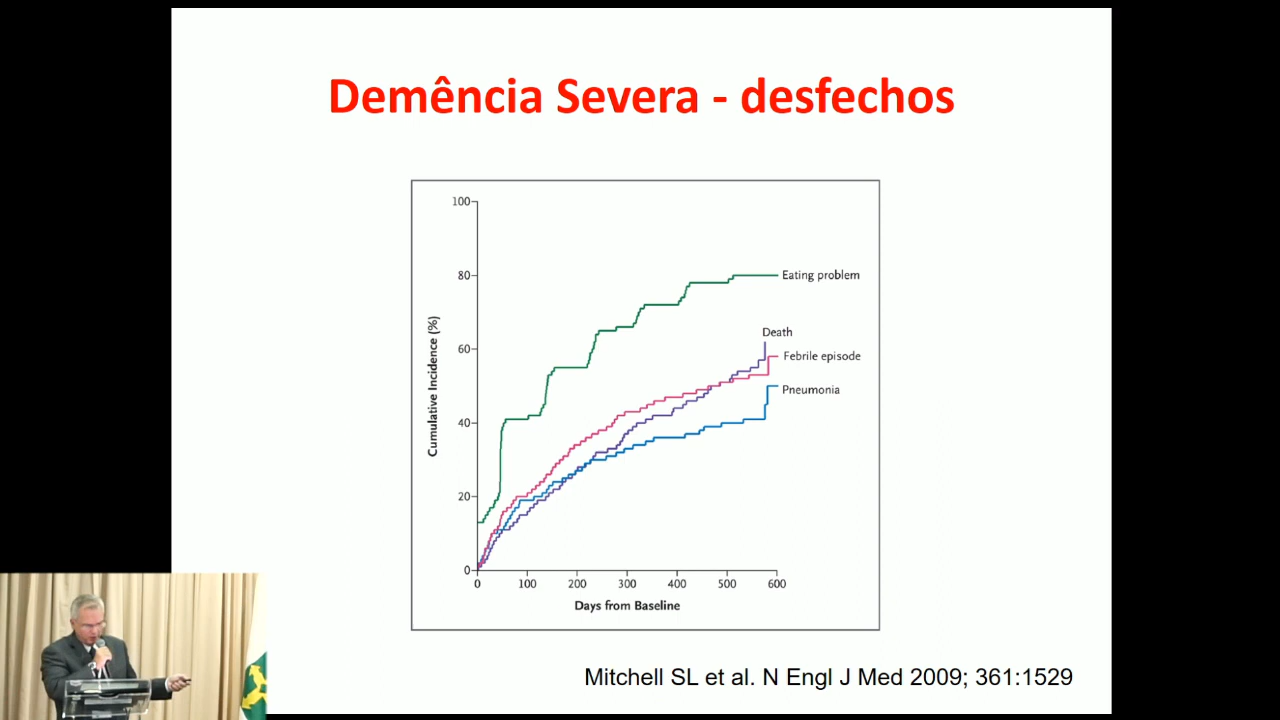 Demência Severa - desfechos
100
80
60
40
20
0
Cumulative Incidence (%)
Eating problem
Death
Febrile episode
Pneumonia
0 100 200 300 400 500 600
Days from Baseline
Mitchell SL et al. N Engl J Med 2009; 361:1529